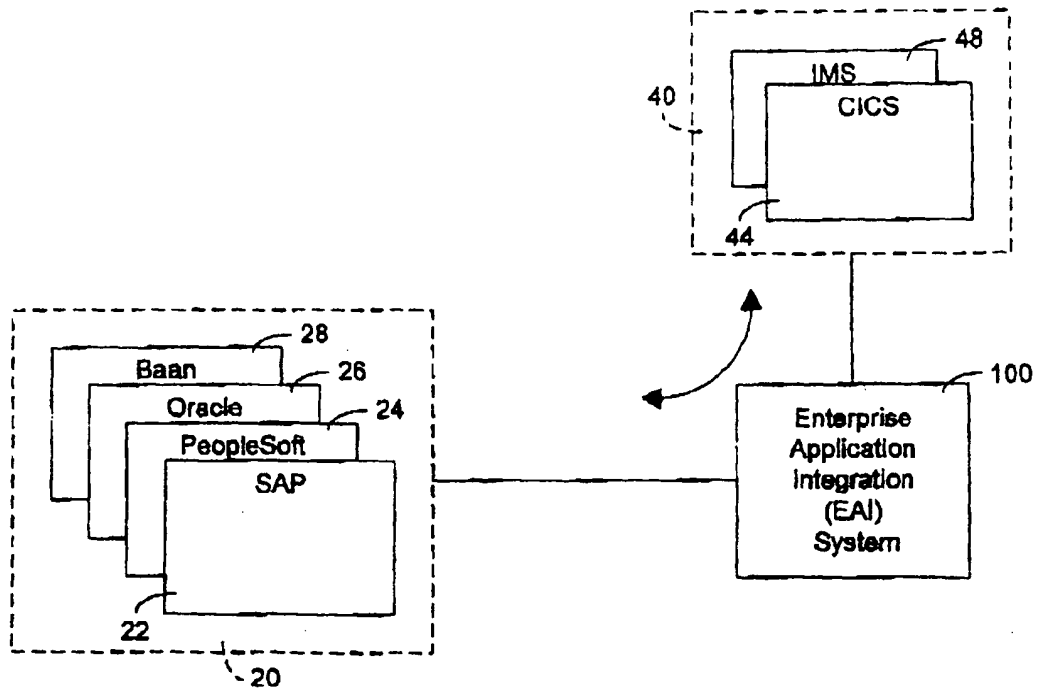 48
IMS
40
CICS
44
28
Baan
26
Oracle
24
PeopleSoft
SAP
22
20
100
Enterprise
Application
Integration
(EAI)
System